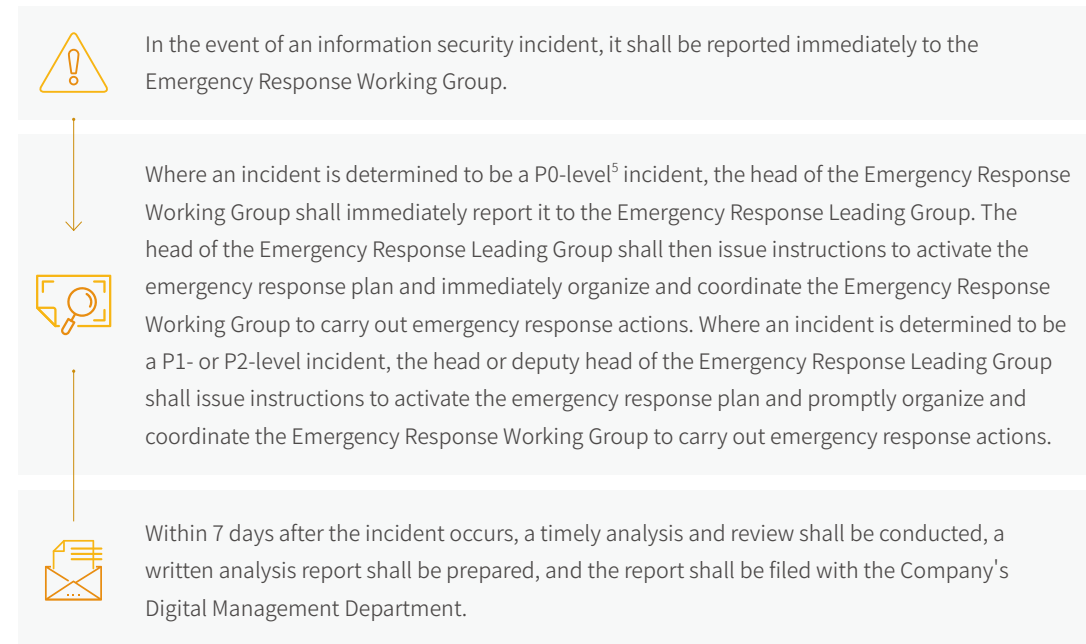 In the event of an information security incident, it shall be reported immediately to the
Emergency Response Working Group.
Where an incident is determined to be a P0-level⁵ incident, the head of the Emergency Response
Working Group shall immediately report it to the Emergency Response Leading Group. The
head of the Emergency Response Leading Group shall then issue instructions to activate the
emergency response plan and immediately organize and coordinate the Emergency Response
Working Group to carry out emergency response actions. Where an incident is determined to be
a P1- or P2-level incident, the head or deputy head of the Emergency Response Leading Group
shall issue instructions to activate the emergency response plan and promptly organize and
coordinate the Emergency Response Working Group to carry out emergency response actions.
Within 7 days after the incident occurs, a timely analysis and review shall be conducted, a
written analysis report shall be prepared, and the report shall be filed with the Company's
Digital Management Department.